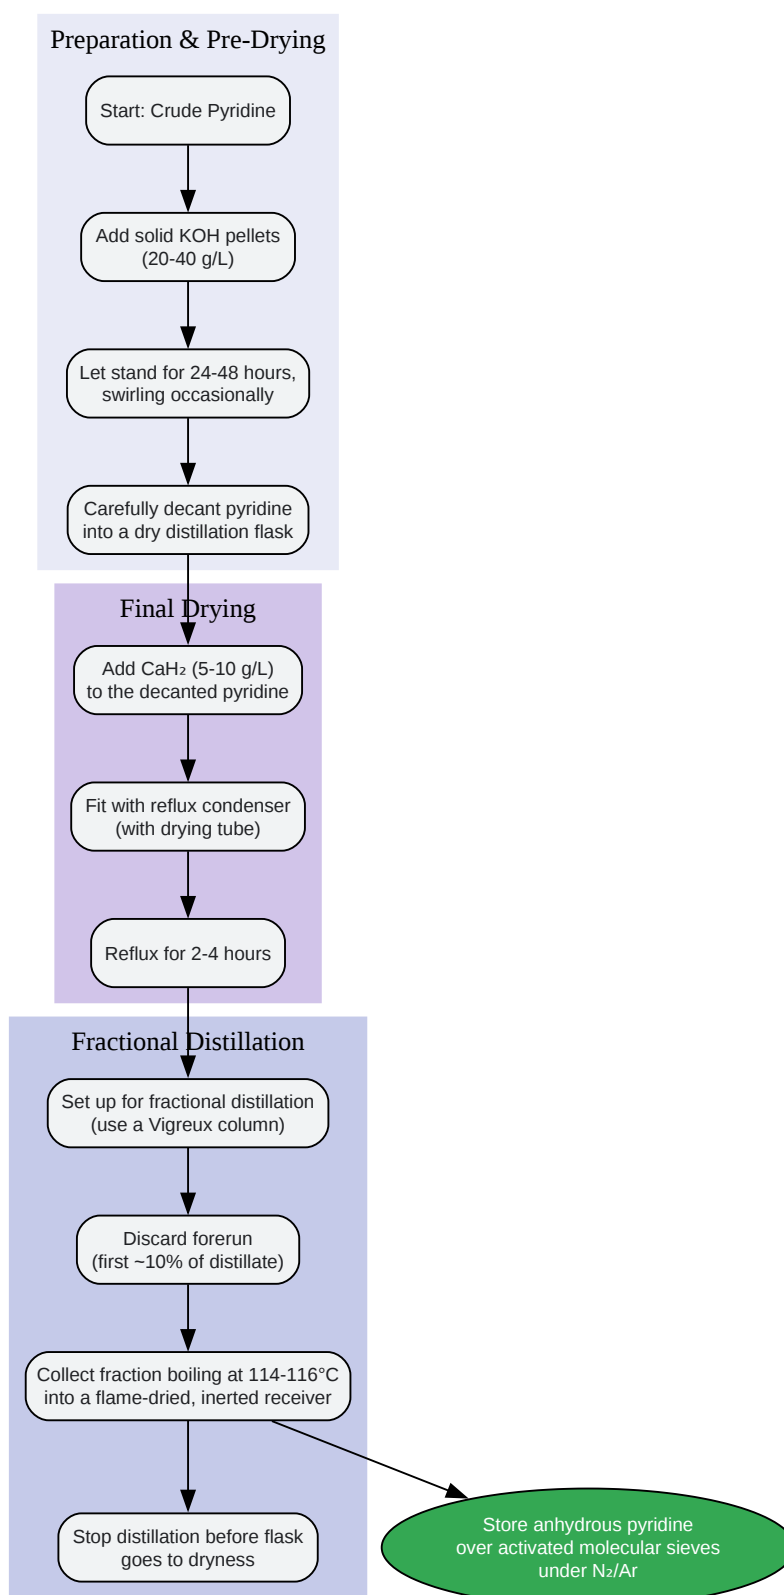 Preparation & Pre-Drying
Start: Crude Pyridine
Add solid KOH pellets
(20-40 g/L)
Let stand for 24-48 hours,
swirling occasionally
Carefully decant pyridine
into a dry distillation flask
Final Drying
Add CaH₂ (5-10 g/L)
to the decanted pyridine
Fit with reflux condenser
(with drying tube)
Reflux for 2-4 hours
Fractional Distillation
Set up for fractional distillation
(use a Vigreux column)
Discard forerun
(first ~10% of distillate)
Collect fraction boiling at 114-116°C
into a flame-dried, inerted receiver
Stop distillation before flask
goes to dryness
Store anhydrous pyridine
over activated molecular sieves
under N₂/Ar